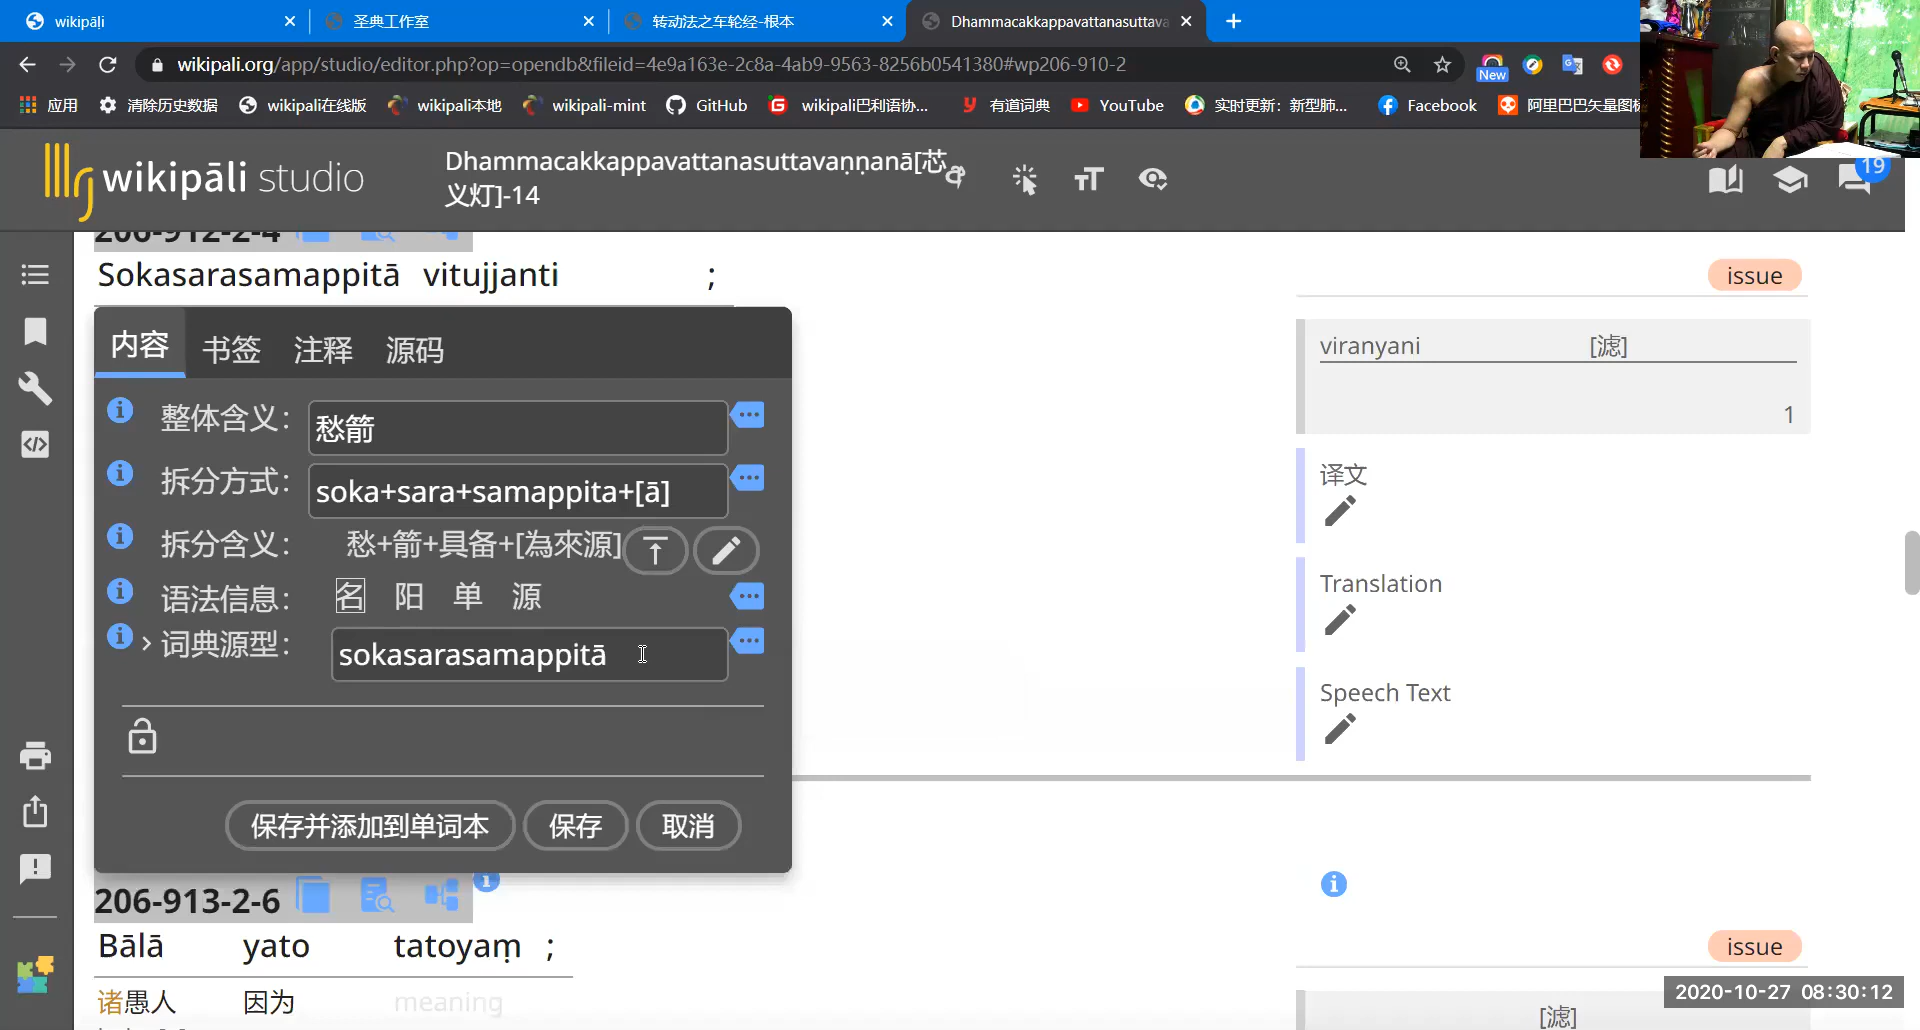 wikipāli
圣典工作室
转动法之车轮经-根本
Dhammacakkappavattanasuttava
wikipali.org/app/studio/editor.php?op=opendb&fileid=4e9a163e-2c8a-4ab9-9563-8256b0541380#wp206-910-2
New
应用
清除历史数据
wikipali在线版
wikipali本地
wikipali-mint
GitHub
wikipali巴利语协...
有道词典
YouTube
实时更新：新型肺...
Facebook
阿里巴巴矢量图标
wikipāli studio
Dhammacakkappavattanasuttavaṇṇanā[芯
义灯]-14
19
206-912-2-4
Sokasarasamappitā vitujjanti ;
issue
内容 书签 注释 源码
整体含义： 愁箭
拆分方式： soka+sara+samappita+[ā]
拆分含义： 愁+箭+具备+[為來源]
语法信息： 名 阳 单 源
词典源型： sokasarasamappitā
保存并添加到单词本 保存 取消
viranyani [滤]
1
译文
Translation
Speech Text
206-913-2-6
Bālā yato tatoyaṃ ;
issue
诸愚人 因为 meaning
[滤]
2020-10-27 08:30:12